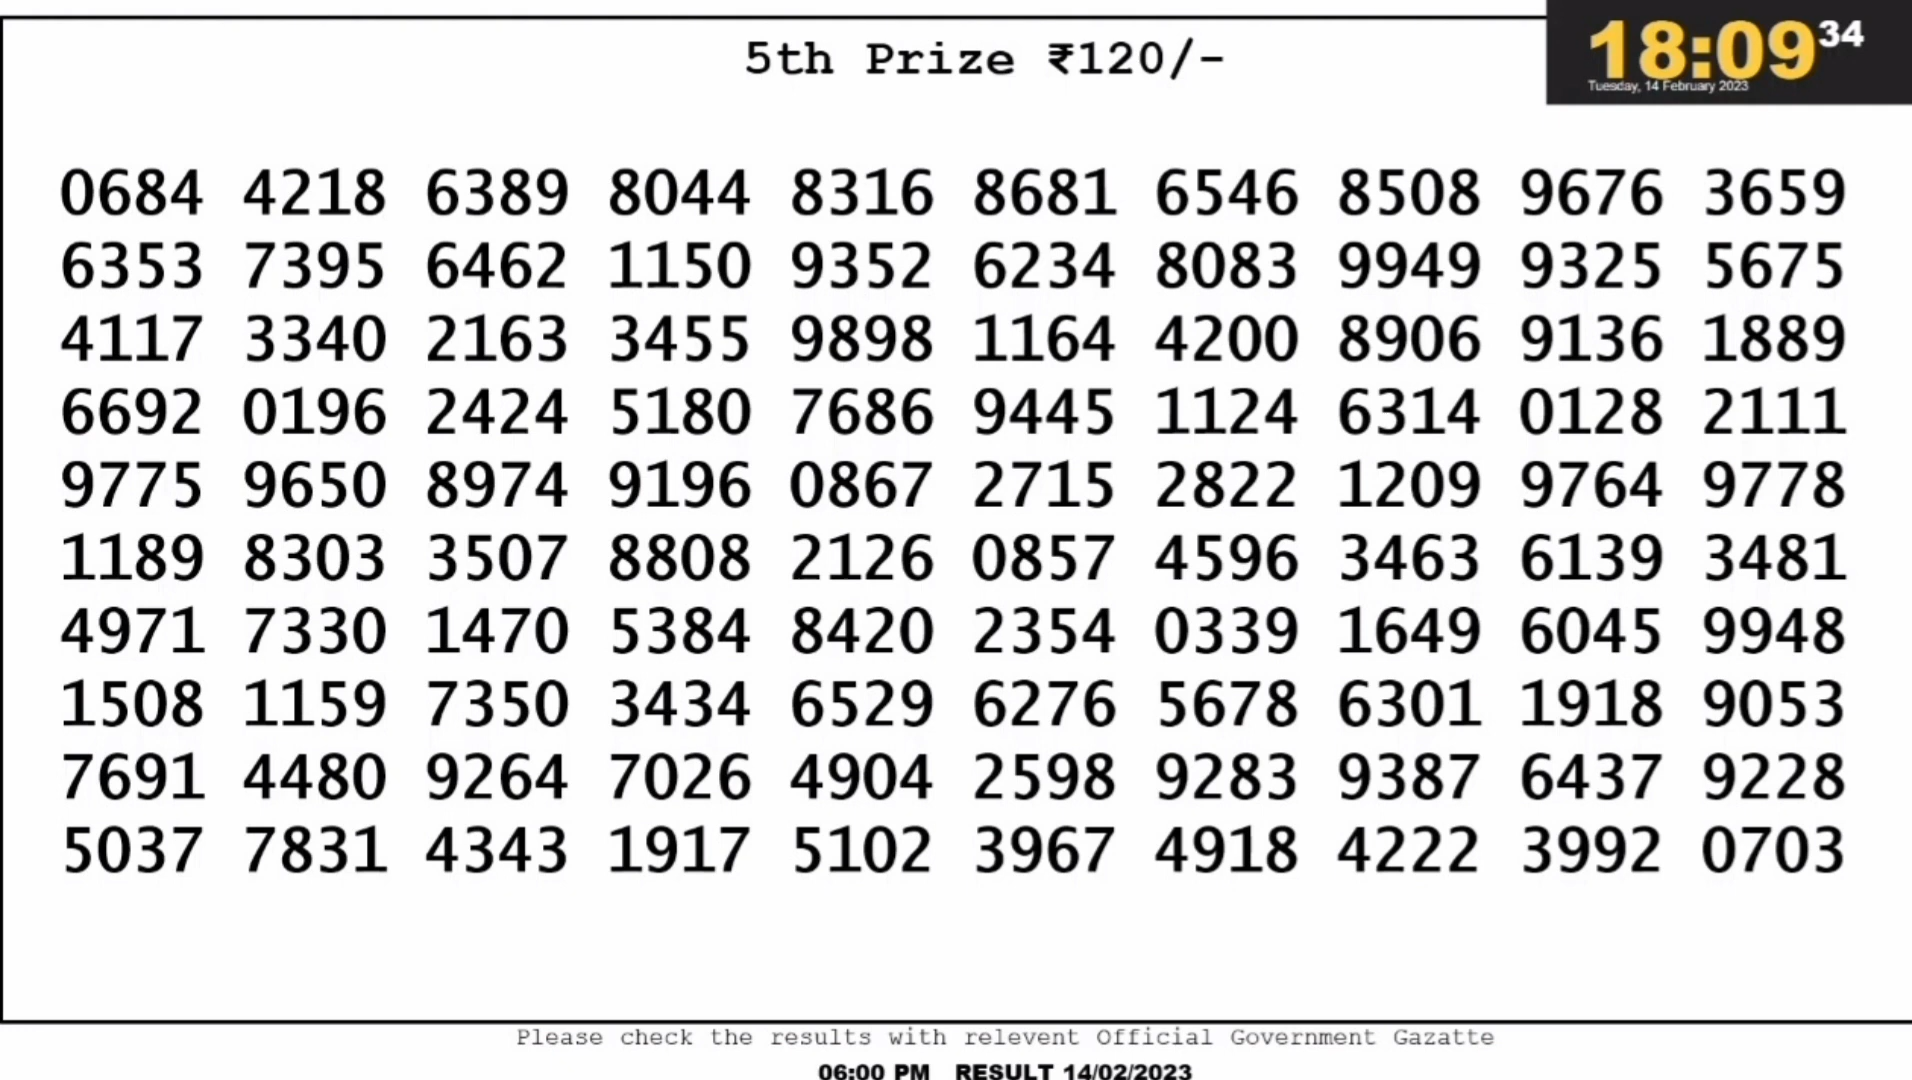 5th Prize ₹120/-
18:09 34
Tuesday, 14 February 2023
0684 4218 6389 8044 8316 8681 6546 8508 9676 3659
6353 7395 6462 1150 9352 6234 8083 9949 9325 5675
4117 3340 2163 3455 9898 1164 4200 8906 9136 1889
6692 0196 2424 5180 7686 9445 1124 6314 0128 2111
9775 9650 8974 9196 0867 2715 2822 1209 9764 9778
1189 8303 3507 8808 2126 0857 4596 3463 6139 3481
4971 7330 1470 5384 8420 2354 0339 1649 6045 9948
1508 1159 7350 3434 6529 6276 5678 6301 1918 9053
7691 4480 9264 7026 4904 2598 9283 9387 6437 9228
5037 7831 4343 1917 5102 3967 4918 4222 3992 0703
Please check the results with relevent Official Government Gazatte
06:00 PM RESULT 14/02/2023